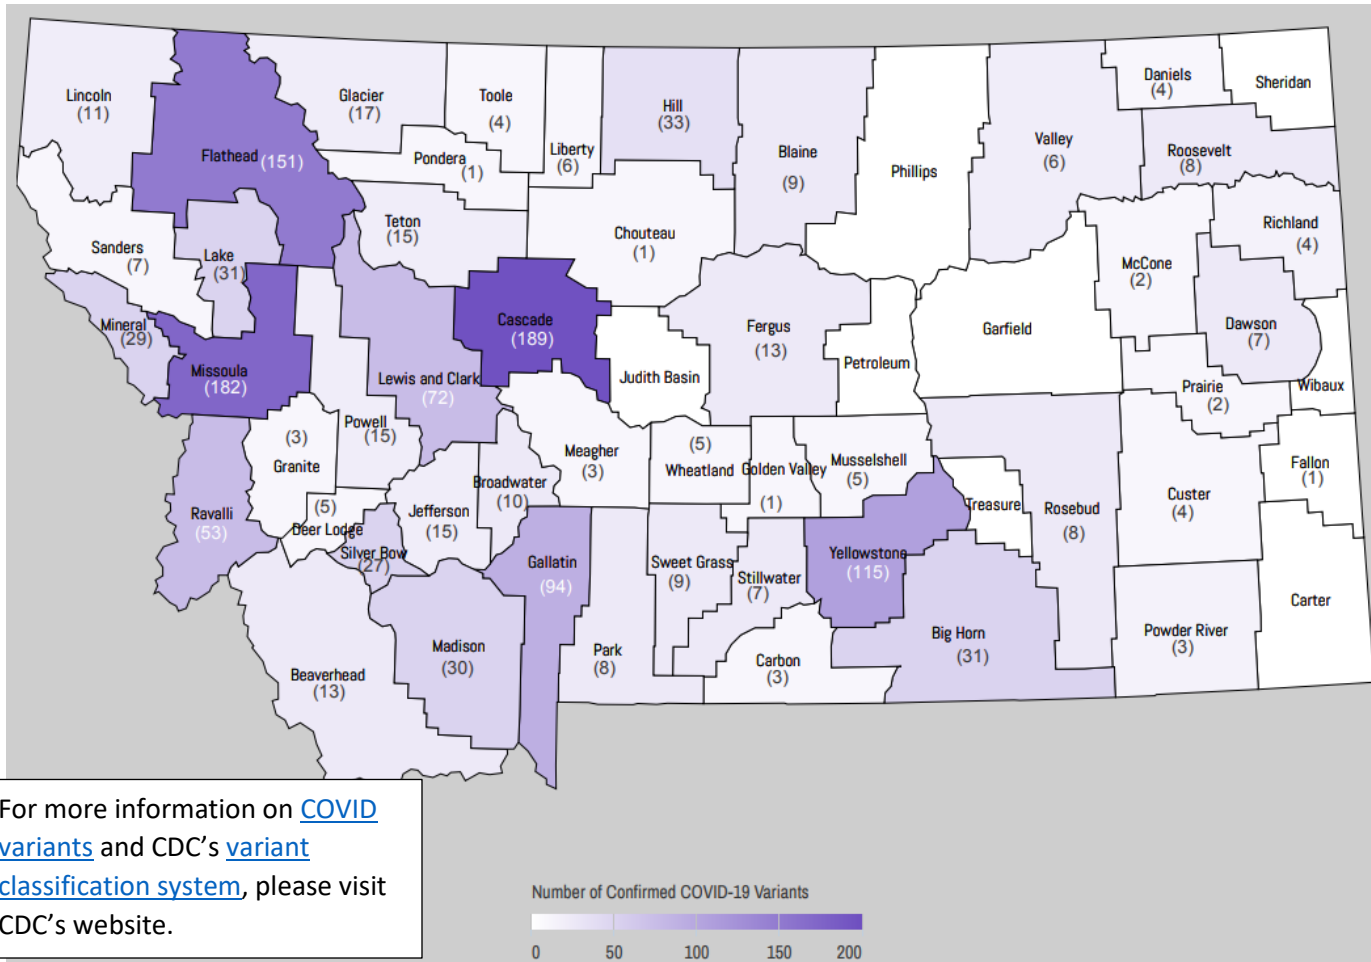 Lincoln
(11)
Flathead (151)
Glacier
(17)
Toole
(4)
Pondera
(1)
Liberty
(6)
Hill
(33)
Blaine
(9)
Phillips
Valley
(6)
Daniels
(4)
Sheridan
Roosevelt
(8)
Richland
(4)
Sanders
(7)
Lake
(31)
Teton
(15)
Chouteau
(1)
McCone
(2)
Dawson
(7)
Mineral
(29)
Missoula
(182)
Cascade
(189)
Lewis and Clark
(72)
Judith Basin
Fergus
(13)
Petroleum
Garfield
Prairie
(2)
Wibaux
Powell
(15)
(3)
Granite
Meagher
(3)
(5)
Wheatland
Golden Valley
(1)
Musselshell
(5)
Treasure
Rosebud
(8)
Custer
(4)
Fallon
(1)
Ravalli
(53)
(5)
Deer Lodge
Silver Bow
(27)
Jefferson
(15)
Broadwater
(10)
Gallatin
(94)
Sweet Grass
(9)
Stillwater
(7)
Yellowstone
(115)
Carter
Beaverhead
(13)
Madison
(30)
Park
(8)
Carbon
(3)
Big Horn
(31)
Powder River
(3)
For more information on COVID
variants and CDC’s variant
classification system, please visit
CDC’s website.
Number of Confirmed COVID-19 Variants
0 50 100 150 200